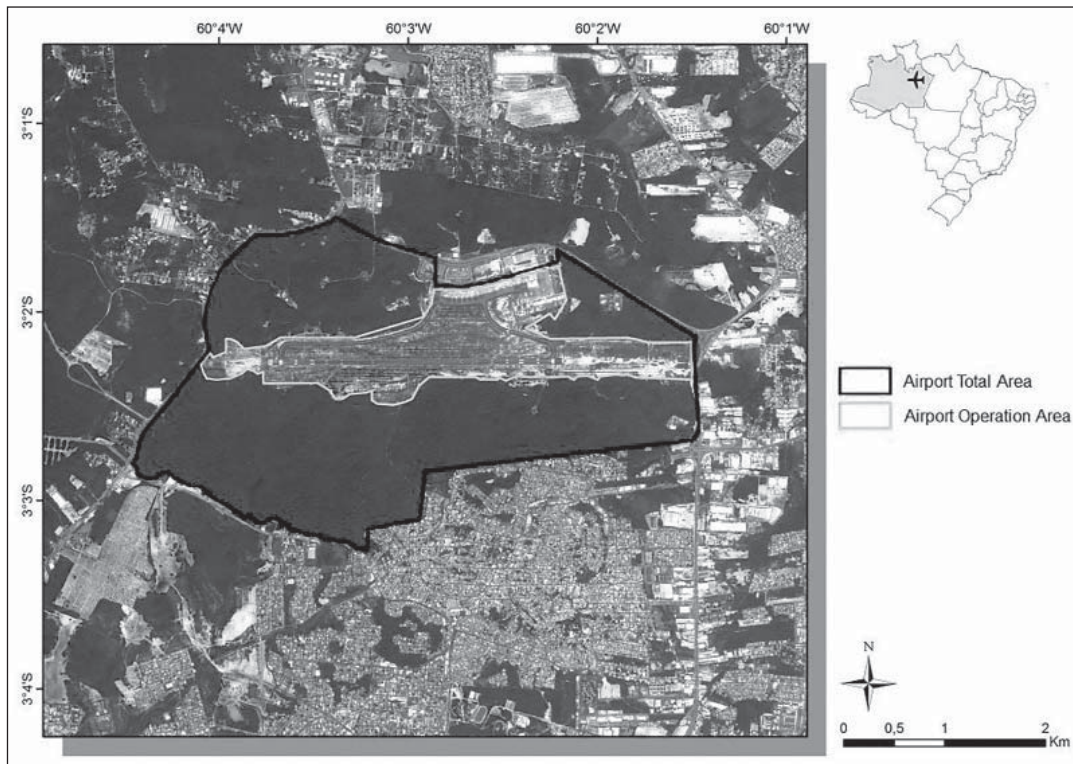 60°4'W 60°3'W 60°2'W 60°1'W
3°1'S
3°2'S
3°3'S
3°4'S
Airport Total Area
Airport Operation Area
N
0 0,5 1 2
Km